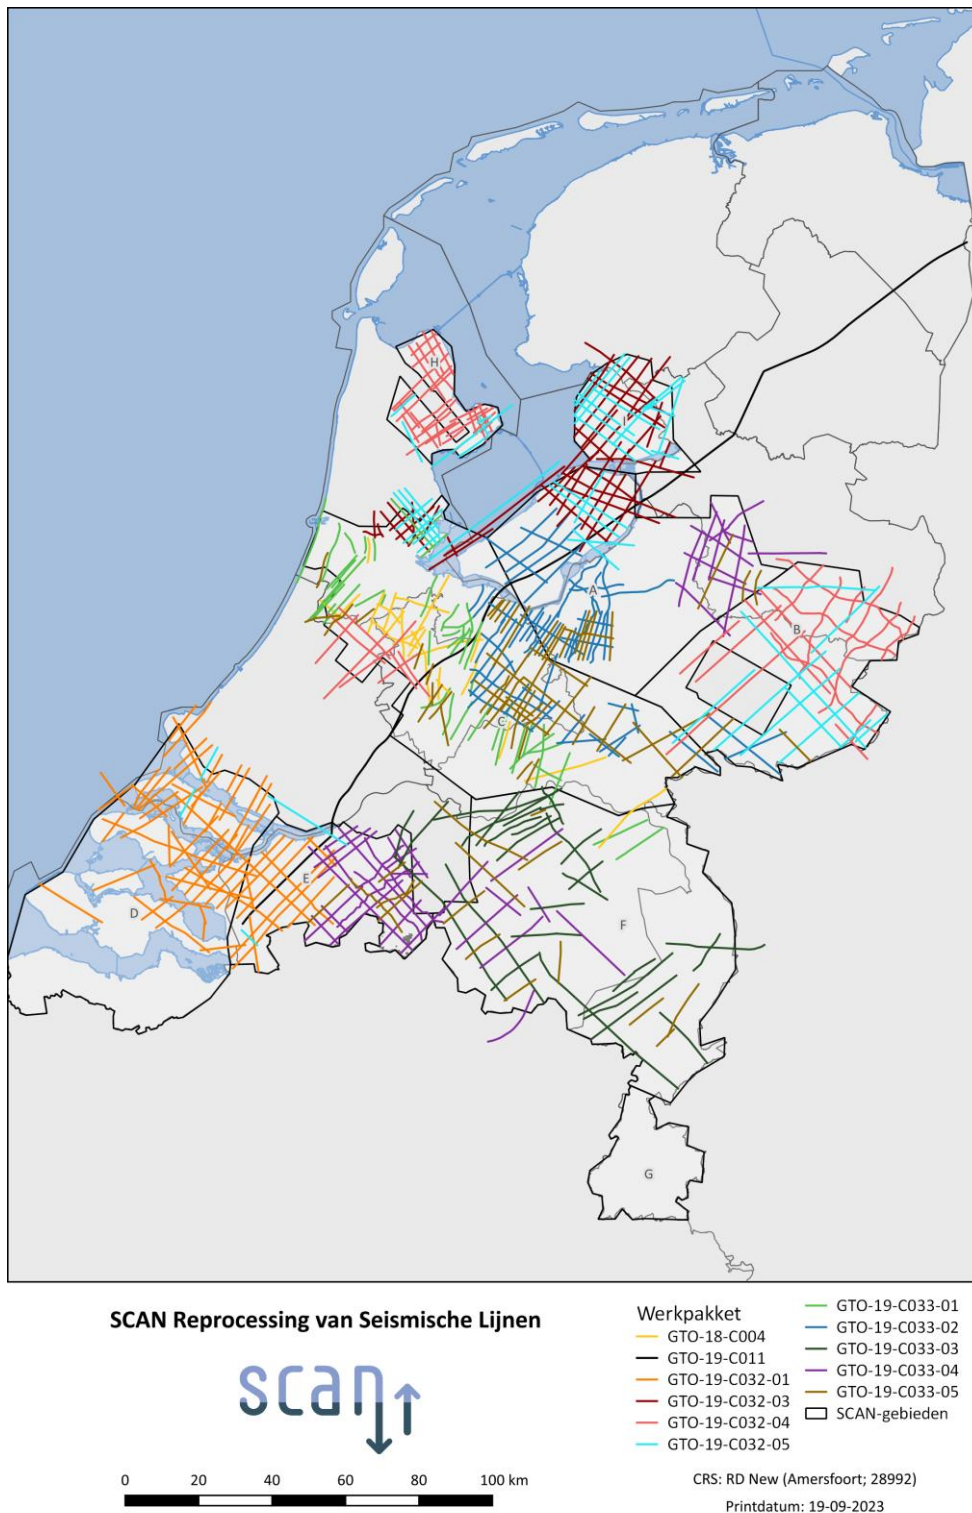 H
I
A
B
C
E
D
F
G
SCAN Reprocessing van Seismische Lijnen
scan
0 20 40 60 80 100 km
Werkpakket
GTO-18-C004
GTO-19-C011
GTO-19-C032-01
GTO-19-C032-03
GTO-19-C032-04
GTO-19-C032-05
GTO-19-C033-01
GTO-19-C033-02
GTO-19-C033-03
GTO-19-C033-04
GTO-19-C033-05
SCAN-gebieden
CRS: RD New (Amersfoort; 28992)
Printdatum: 19-09-2023